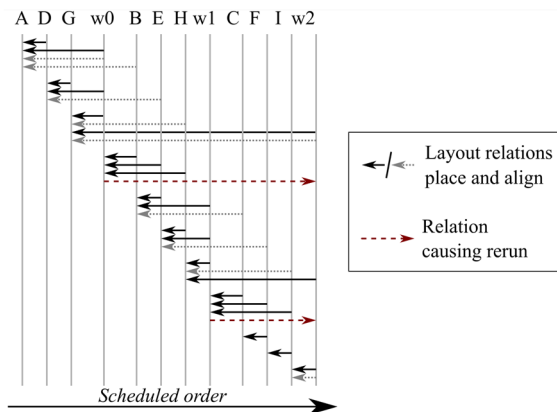 A D G w0 B E H w1 C F I w2
Layout relations
place and align
Relation
causing rerun
Scheduled order